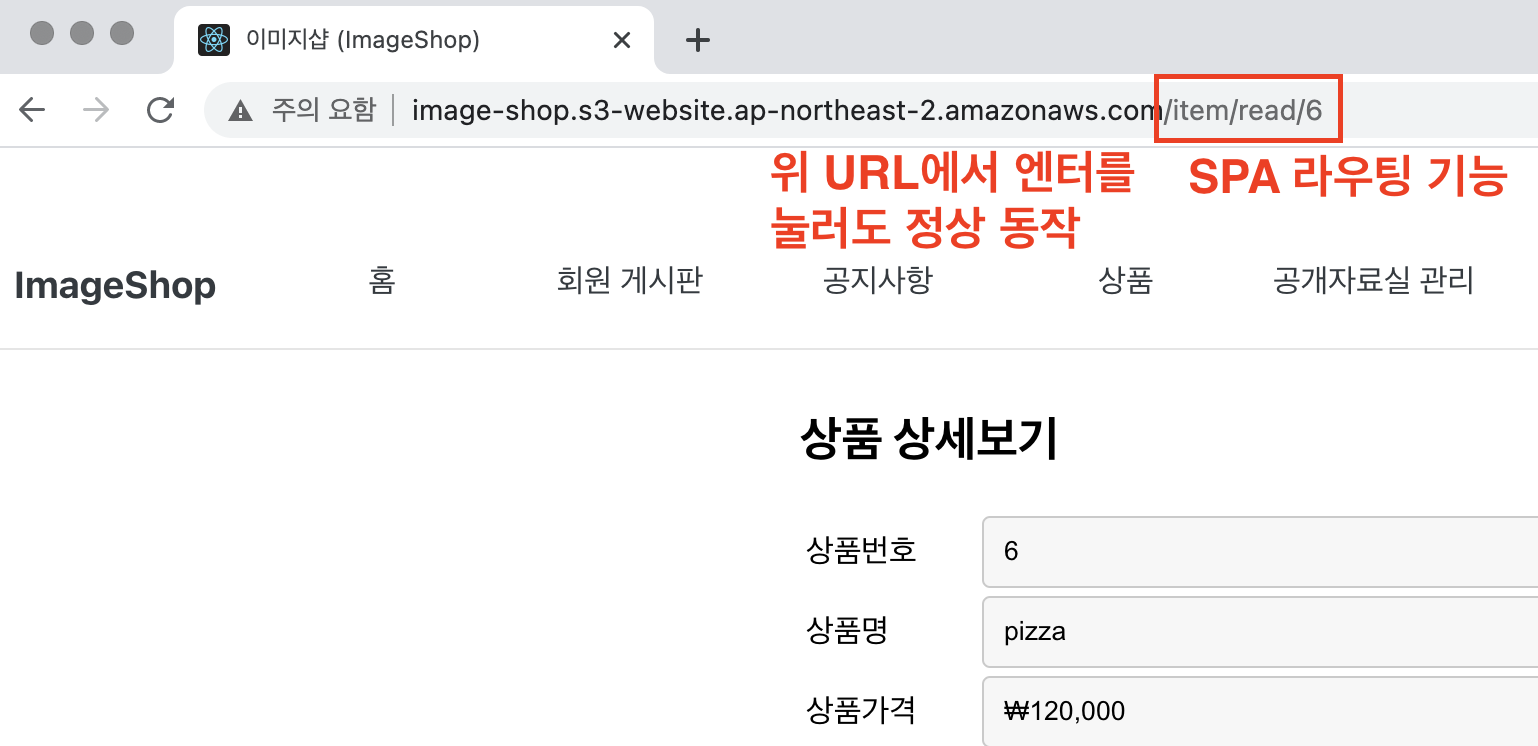 이미지샵 (ImageShop)
주의 요함 image-shop.s3-website.ap-northeast-2.amazonaws.com/item/read/6
위 URL에서 엔터를
눌러도 정상 동작
SPA 라우팅 기능
ImageShop 홈 회원 게시판 공지사항 상품 공개자료실 관리
상품 상세보기
상품번호 6
상품명 pizza
상품가격 ₩120,000